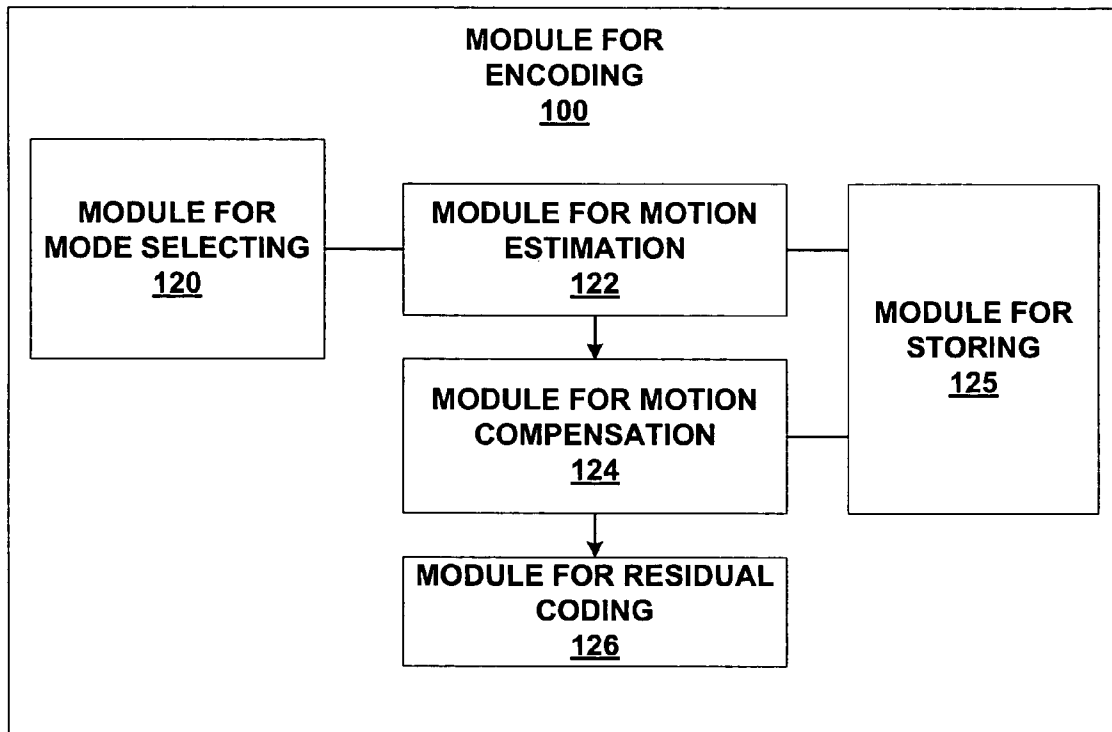 MODULE FOR
ENCODING
100
MODULE FOR
MODE SELECTING
120
MODULE FOR MOTION
ESTIMATION
122
MODULE FOR
STORING
125
MODULE FOR MOTION
COMPENSATION
124
MODULE FOR RESIDUAL
CODING
126